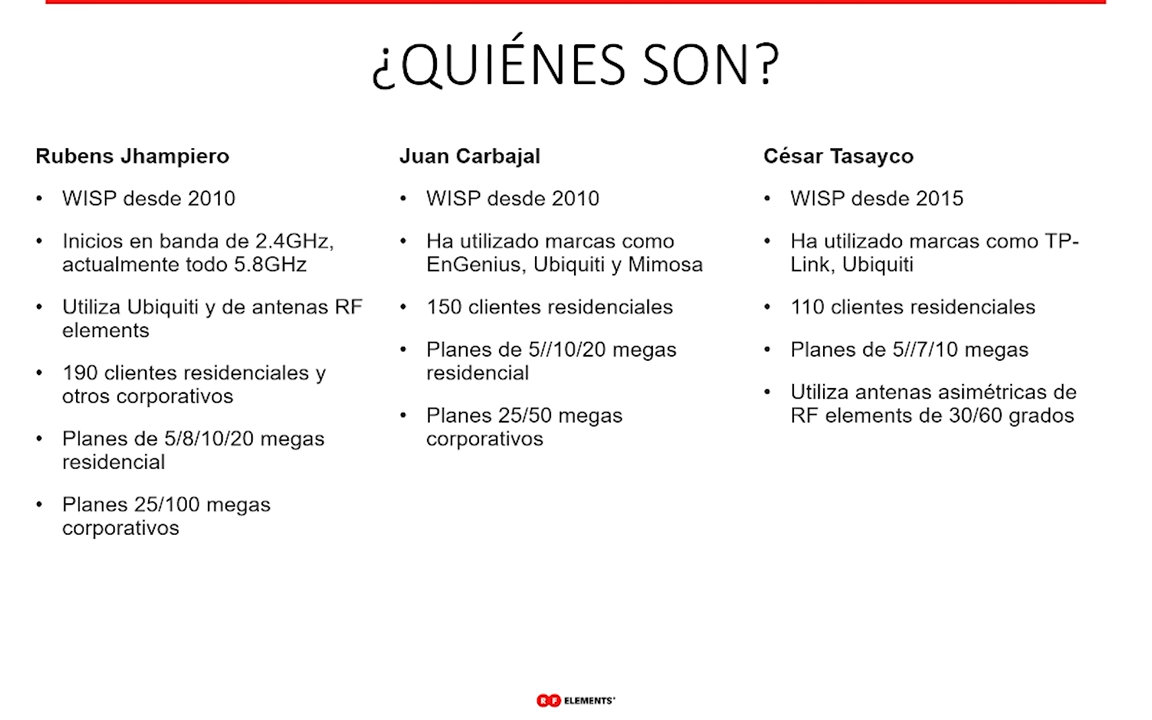 ¿QUIÉNES SON?
Rubens Jhampiero
• WISP desde 2010
• Inicios en banda de 2.4GHz,
actualmente todo 5.8GHz
• Utiliza Ubiquiti y de antenas RF
elements
• 190 clientes residenciales y
otros corporativos
• Planes de 5/8/10/20 megas
residencial
• Planes 25/100 megas
corporativos
Juan Carbajal
• WISP desde 2010
• Ha utilizado marcas como
EnGenius, Ubiquiti y Mimosa
• 150 clientes residenciales
• Planes de 5//10/20 megas
residencial
• Planes 25/50 megas
corporativos
César Tasayco
• WISP desde 2015
• Ha utilizado marcas como TP-
Link, Ubiquiti
• 110 clientes residenciales
• Planes de 5//7/10 megas
• Utiliza antenas asimétricas de
RF elements de 30/60 grados
RF ELEMENTS